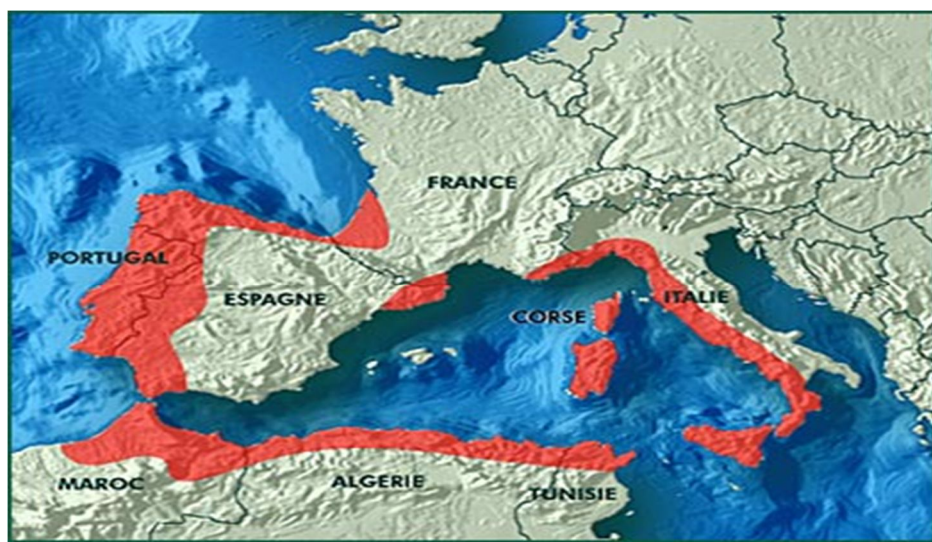 FRANCE
PORTUGAL
ESPAGNE
ITALIE
CORSE
MAROC
ALGERIE
TUNISIE